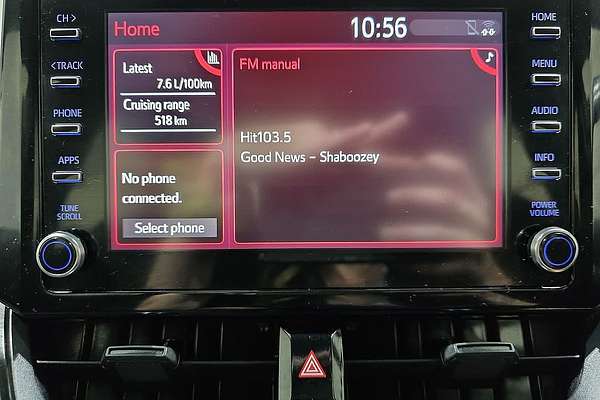 CH >
< TRACK
PHONE
APPS
TUNE
SCROLL
Home
10:56
Latest
7.6 L/100km
Cruising range
518 km
No phone
connected.
Select phone
FM manual
Hit103.5
Good News – Shaboozey
HOME
MENU
AUDIO
INFO
POWER
VOLUME